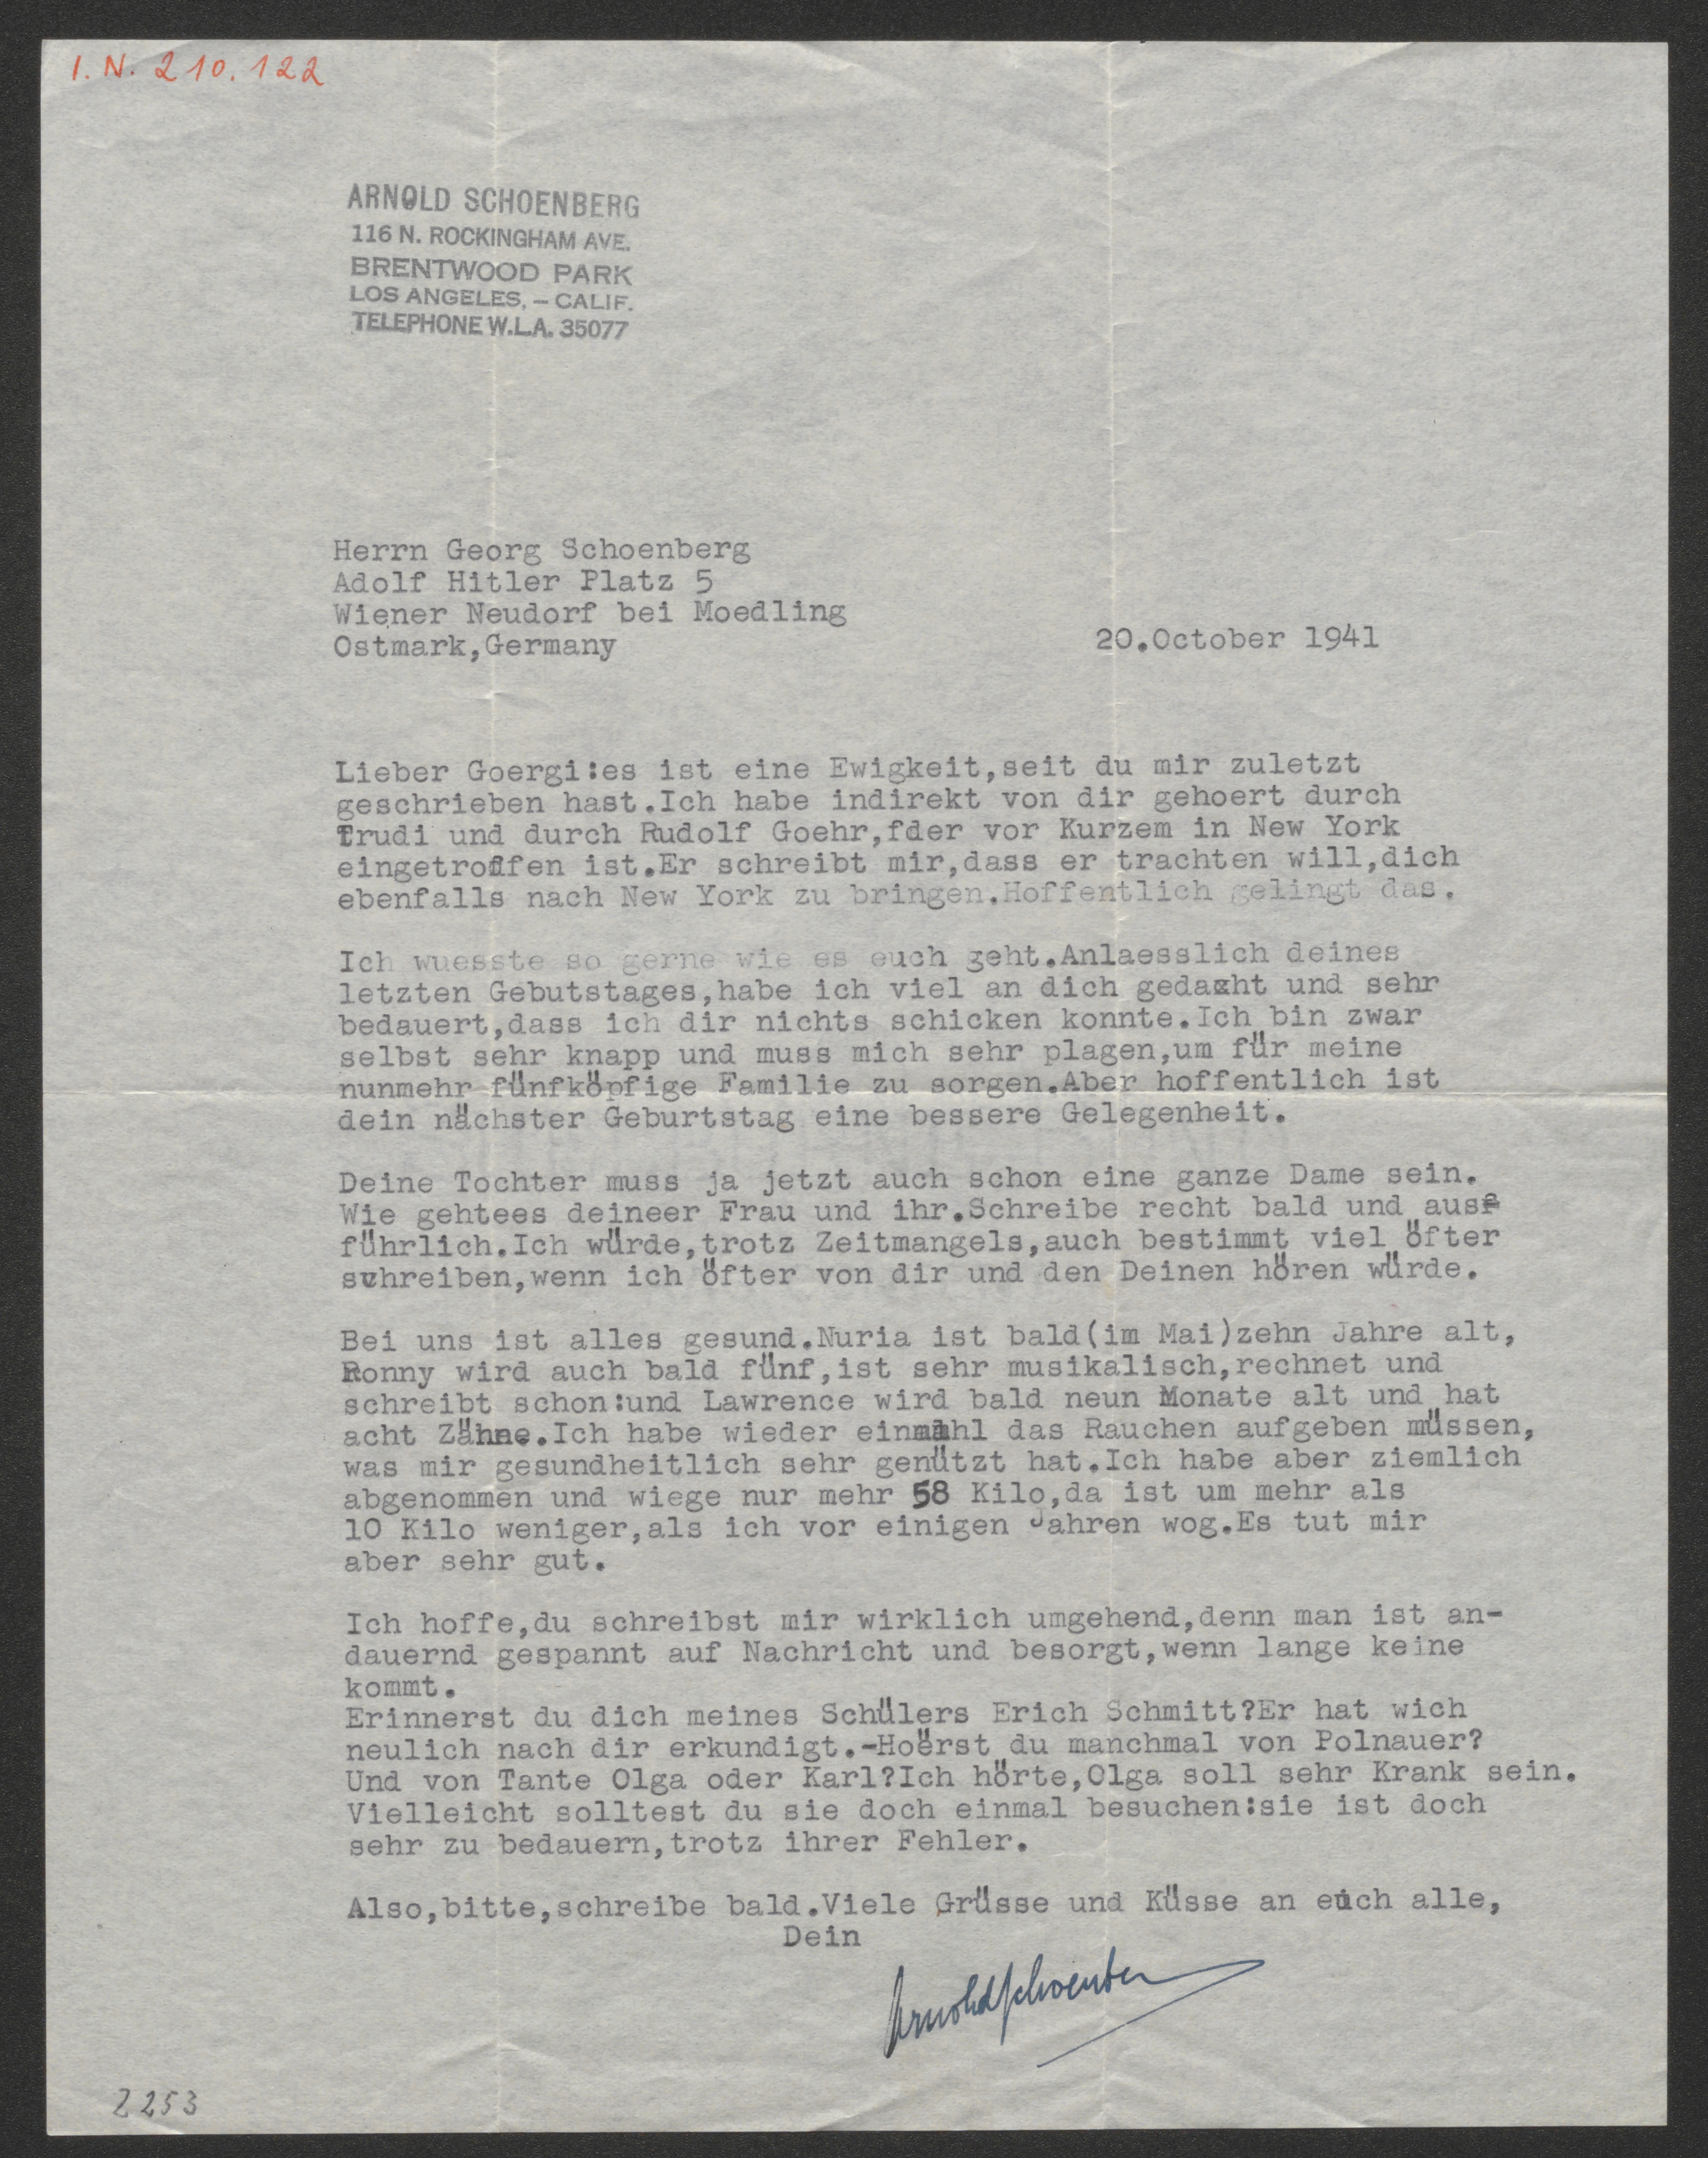 I. N. 210.122
ARNOLD SCHOENBERG
116 N. ROCKINGHAM AVE.
BRENTWOOD PARK
LOS ANGELES, – CALIF.
TELEPHONE W.L.A. 35077
Herrn Georg Schoenberg
Adolf Hitler Platz 5
Wiener Neudorf bei Moedling
Ostmark,Germany
20.October 1941
Lieber Goergi:es ist eine Ewigkeit,seit du mir zuletzt
geschrieben hast.Ich habe indirekt von dir gehoert durch
Trudi und durch Rudolf Goehr,fder vor Kurzem in New York
eingetroffen ist.Er schreibt mir,dass er trachten will,dich
ebenfalls nach New York zu bringen.Hoffentlich gelingt das.
Ich wuesste so gerne wie es euch geht.Anlaesslich deines
letzten Gebutstages,habe ich viel an dich gedacht und sehr
bedauert,dass ich dir nichts schicken konnte.Ich bin zwar
selbst sehr knapp und muss mich sehr plagen,um für meine
nunmehr fünfköpfige Familie zu sorgen.Aber hoffentlich ist
dein nächster Geburtstag eine bessere Gelegenheit.
Deine Tochter muss ja jetzt auch schon eine ganze Dame sein.
Wie gehtees deineer Frau und ihr.Schreibe recht bald und aus-
führlich.Ich würde,trotz Zeitmangels,auch bestimmt viel öfter
schreiben,wenn ich öfter von dir und den Deinen hören würde.
Bei uns ist alles gesund.Nuria ist bald(im Mai)zehn Jahre alt,
Ronny wird auch bald fünf,ist sehr musikalisch,rechnet und
schreibt schon:und Lawrence wird bald neun Monate alt und hat
acht Zähne.Ich habe wieder einmahl das Rauchen aufgeben müssen,
was mir gesundheitlich sehr genützt hat.Ich habe aber ziemlich
abgenommen und wiege nur mehr 58 Kilo,da ist um mehr als
10 Kilo weniger,als ich vor einigen Jahren wog.Es tut mir
aber sehr gut.
Ich hoffe,du schreibst mir wirklich umgehend,denn man ist an-
dauernd gespannt auf Nachricht und besorgt,wenn lange keine
kommt.
Erinnerst du dich meines Schülers Erich Schmitt?Er hat wich
neulich nach dir erkundigt.-Hoërst du manchmal von Polnauer?
Und von Tante Olga oder Karl?Ich hörte,Olga soll sehr Krank sein.
Vielleicht solltest du sie doch einmal besuchen:sie ist doch
sehr zu bedauern,trotz ihrer Fehler.
Also,bitte,schreibe bald.Viele Grüsse und Küsse an euch alle,
Dein
Arnold Schoenberg
2253